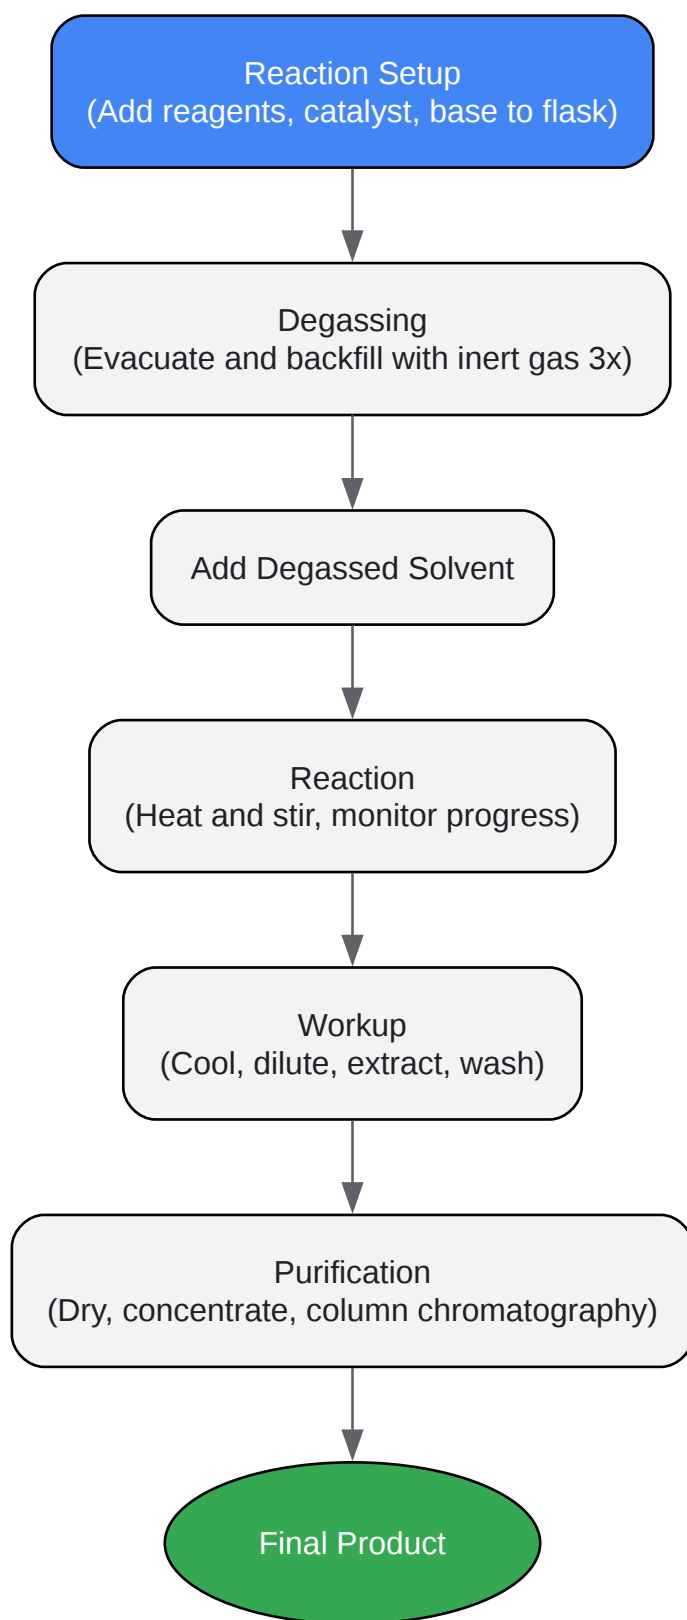 Reaction Setup
(Add reagents, catalyst, base to flask)
Degassing
(Evacuate and backfill with inert gas 3x)
Add Degassed Solvent
Reaction
(Heat and stir, monitor progress)
Workup
(Cool, dilute, extract, wash)
Purification
(Dry, concentrate, column chromatography)
Final Product